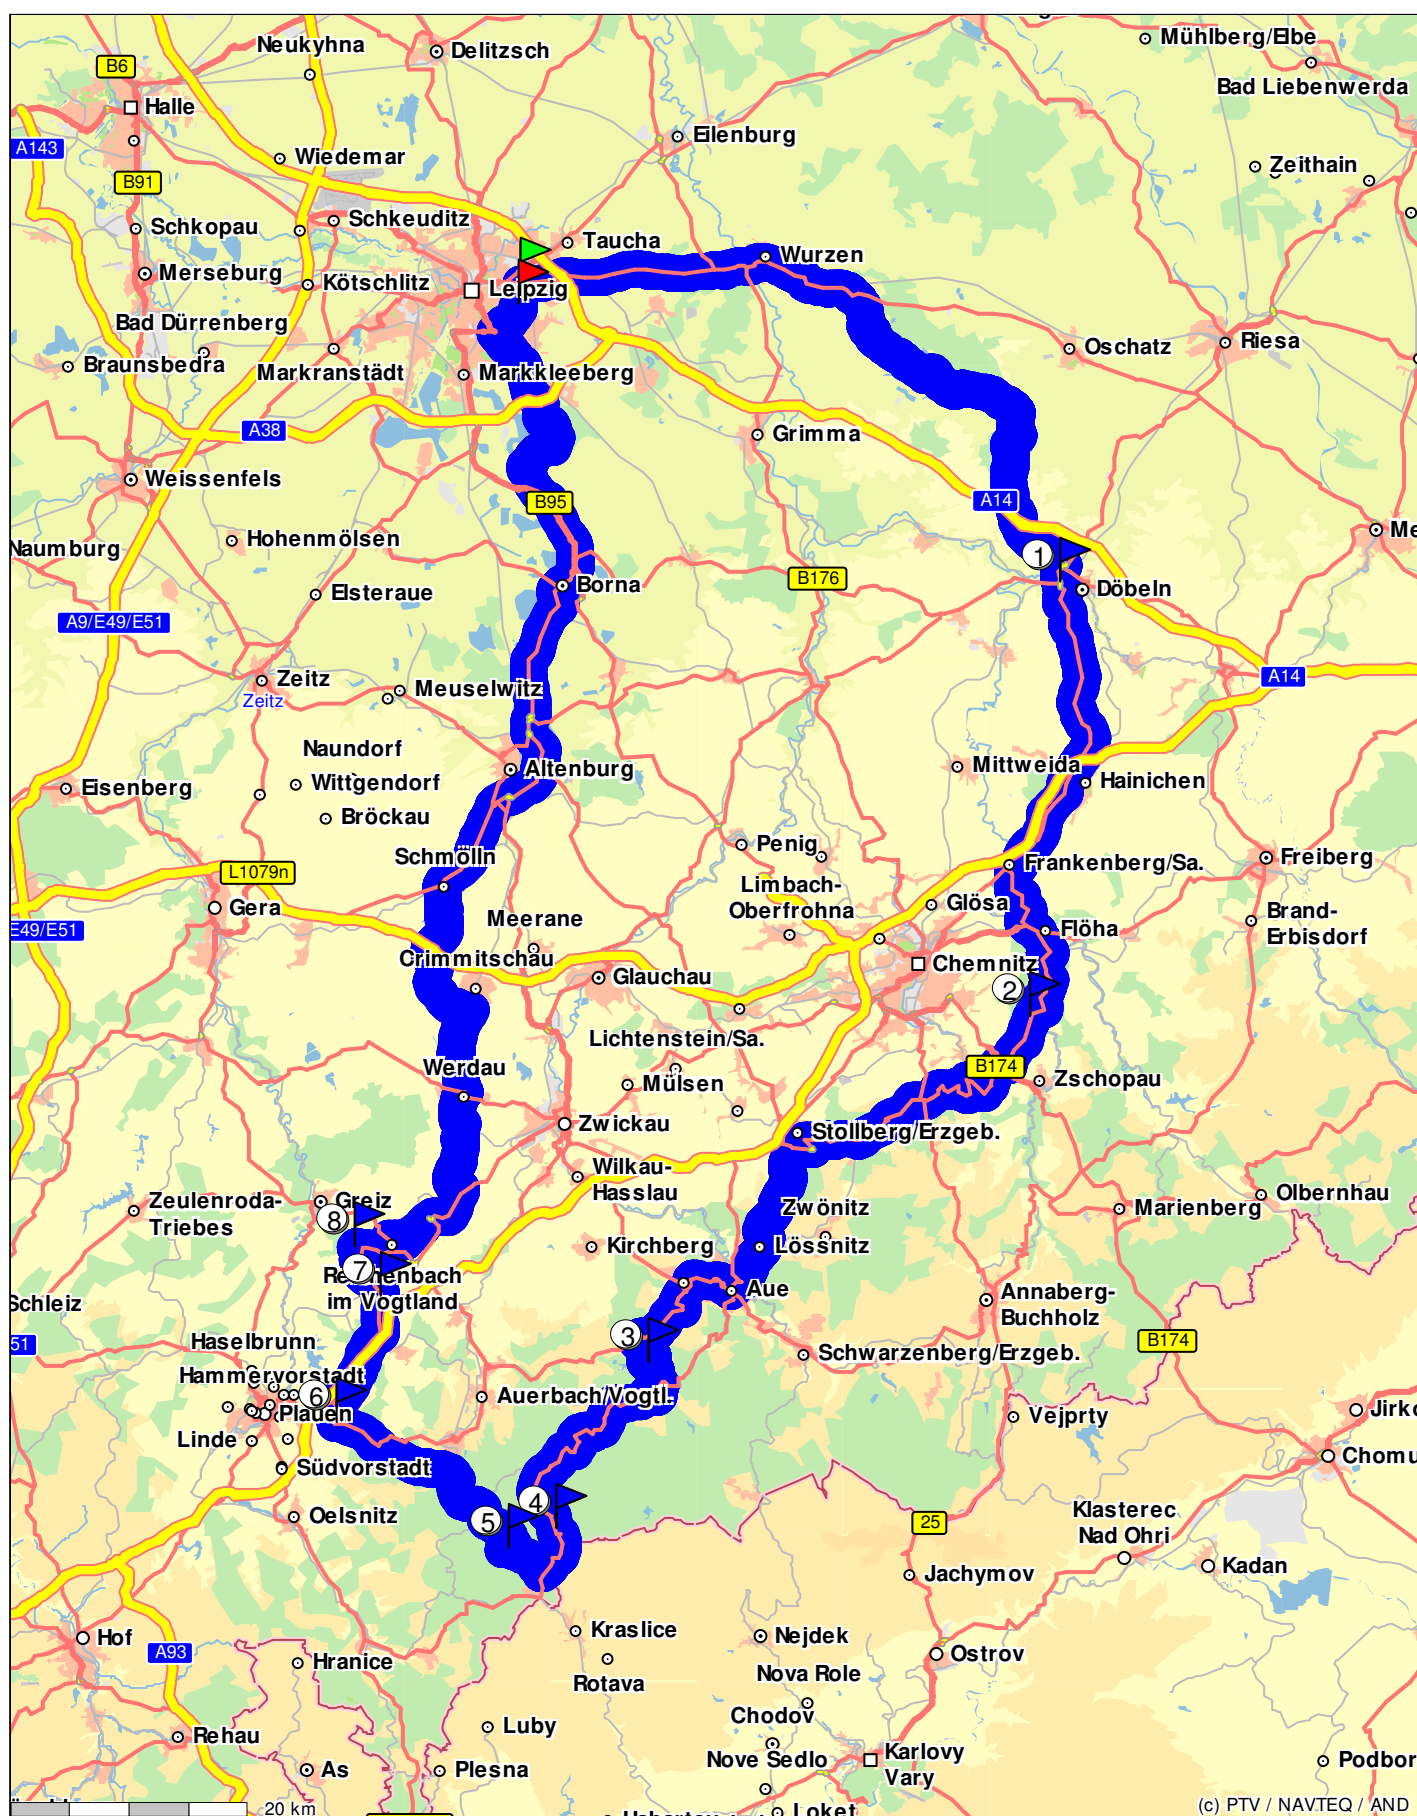 Neukyhna
Delitzsch
Mühlberg/Elbe
B6
Bad Liebenwerda
Halle
Eilenburg
A143
Wiedemar
Zeithain
B91
Schkeuditz
Schkopau
Taucha
Wurzen
Merseburg
Kötschlitz
Leipzig
Bad Dürrenberg
Riesa
Oschatz
Braunsbedra
Markranstädt
Markkleeberg
A38
Grimma
Weissenfels
A14
B95
Hohenmölsen
Naumburg
1
B176
Borna
Döbeln
Elsteraue
A9/E49/E51
Zeitz
Zeitz
Meuselwitz
A14
Naundorf
Altenburg
Mittweida
Wittgendorf
Hainichen
Eisenberg
Bröckau
Penig
Schmölln
Frankenberg/Sa.
Freiberg
L1079n
Limbach-
Oberfrohna
Glösa
Gera
Meerane
Brand-
Erbisdorf
E49/E51
Flöha
Crimmitschau
Glauchau
Chemnitz
2
Lichtenstein/Sa.
Werdau
Mülsen
B174
Zschopau
Zwickau
Stollberg/Erzgeb.
Wilkau-
Hasslau
Zeulenroda-
Triebes
Greiz
8
Zwönitz
Marienberg
Olbernhau
Kirchberg
Lössnitz
7
Reichenbach
im Vogtland
Aue
Annaberg-
Buchholz
Schleiz
51
Haselbrunn
3
B174
Schwarzenberg/Erzgeb.
Hammervorstadt
6
Auerbach/Vogtl.
Plauen
Vejprty
Linde
Südvorstadt
4
5
Oelsnitz
25
Klasterec
Nad Ohri
Kadan
Jachymov
Hof
Kraslice
Nejdek
A93
Hranice
Ostrov
Rotava
Nova Role
Luby
Chodov
Rehau
Karlovy
Vary
Nove Sedlo
As
Plesna
20 km
Loket
(c) PTV / NAVTEQ / AND